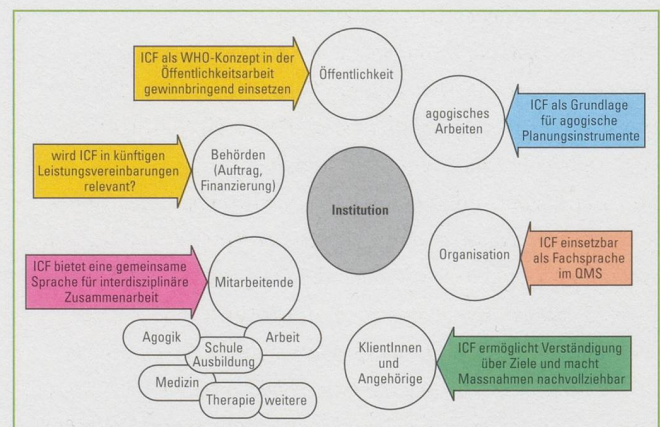 ICF als WHO-Konzept in der
Öffentlichkeitsarbeit
gewinnbringend einsetzen
Öffentlichkeit
agogisches
Arbeiten
ICF als Grundlage
für agogische
Planungsinstrumente
wird ICF in künftigen
Leistungsvereinbarungen
relevant?
Behörden
(Auftrag,
Finanzierung)
Institution
ICF bietet eine gemeinsame
Sprache für interdisziplinäre
Zusammenarbeit
Mitarbeitende
Organisation
ICF einsetzbar
als Fachsprache
im QMS
Agogik
Schule
Ausbildung
Arbeit
Medizin
Therapie
weitere
KlientInnen
und
Angehörige
ICF ermöglicht Verständigung
über Ziele und macht
Massnahmen nachvollziehbar